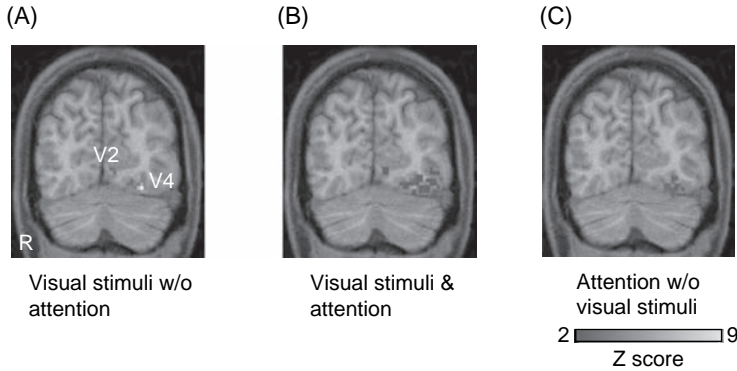 (A)
(B)
(C)
V2
V4
R
Visual stimuli w/o
attention
Visual stimuli &
attention
Attention w/o
visual stimuli
2 9
Z score